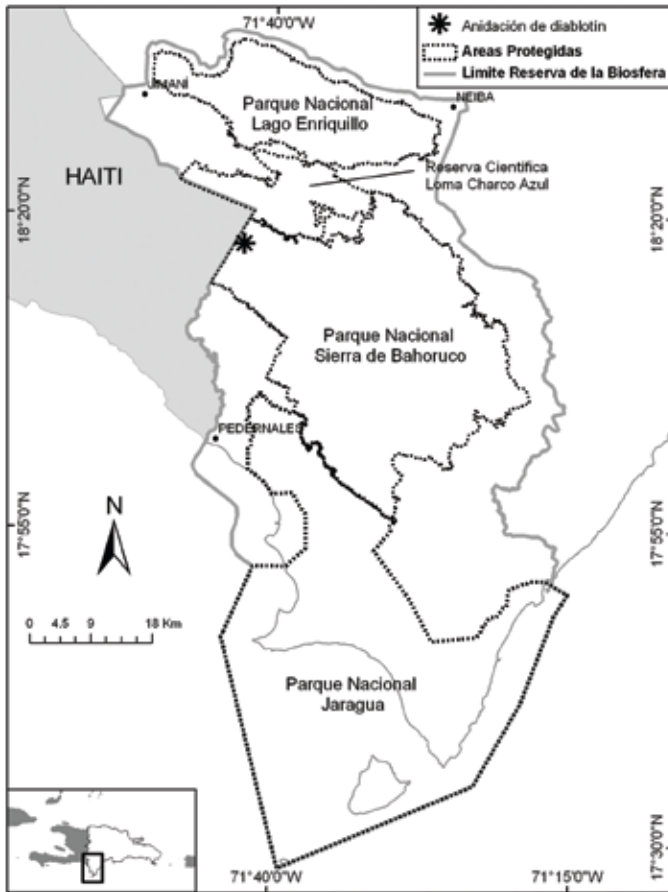 71°40'0"W
Anidación de diablotin
Areas Protegidas
Limite Reserva de la Biosfera
JIMANÍ
NEIBA
Parque Nacional
Lago Enriquillo
HAITI
Reserva Científica
Loma Charco Azul
18°20'0"N
18°20'0"N
Parque Nacional
Sierra de Bahoruco
PEDERNALES
N
17°55'0"N
17°55'0"N
0 4.5 9 18 Km
Parque Nacional
Jaragua
17°30'0"N
71°40'0"W
71°15'0"W